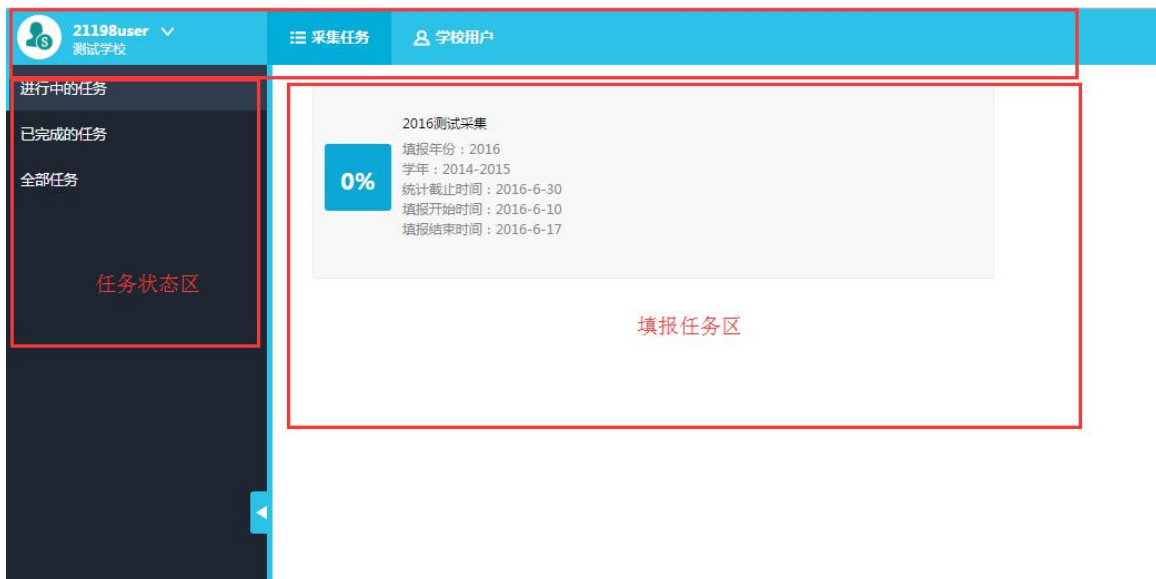 21198user
测试学校
采集任务
学校用户
进行中的任务
已完成的任务
全部任务
任务状态区
2016测试采集
0%
填报年份：2016
学年：2014-2015
统计截止时间：2016-6-30
填报开始时间：2016-6-10
填报结束时间：2016-6-17
填报任务区